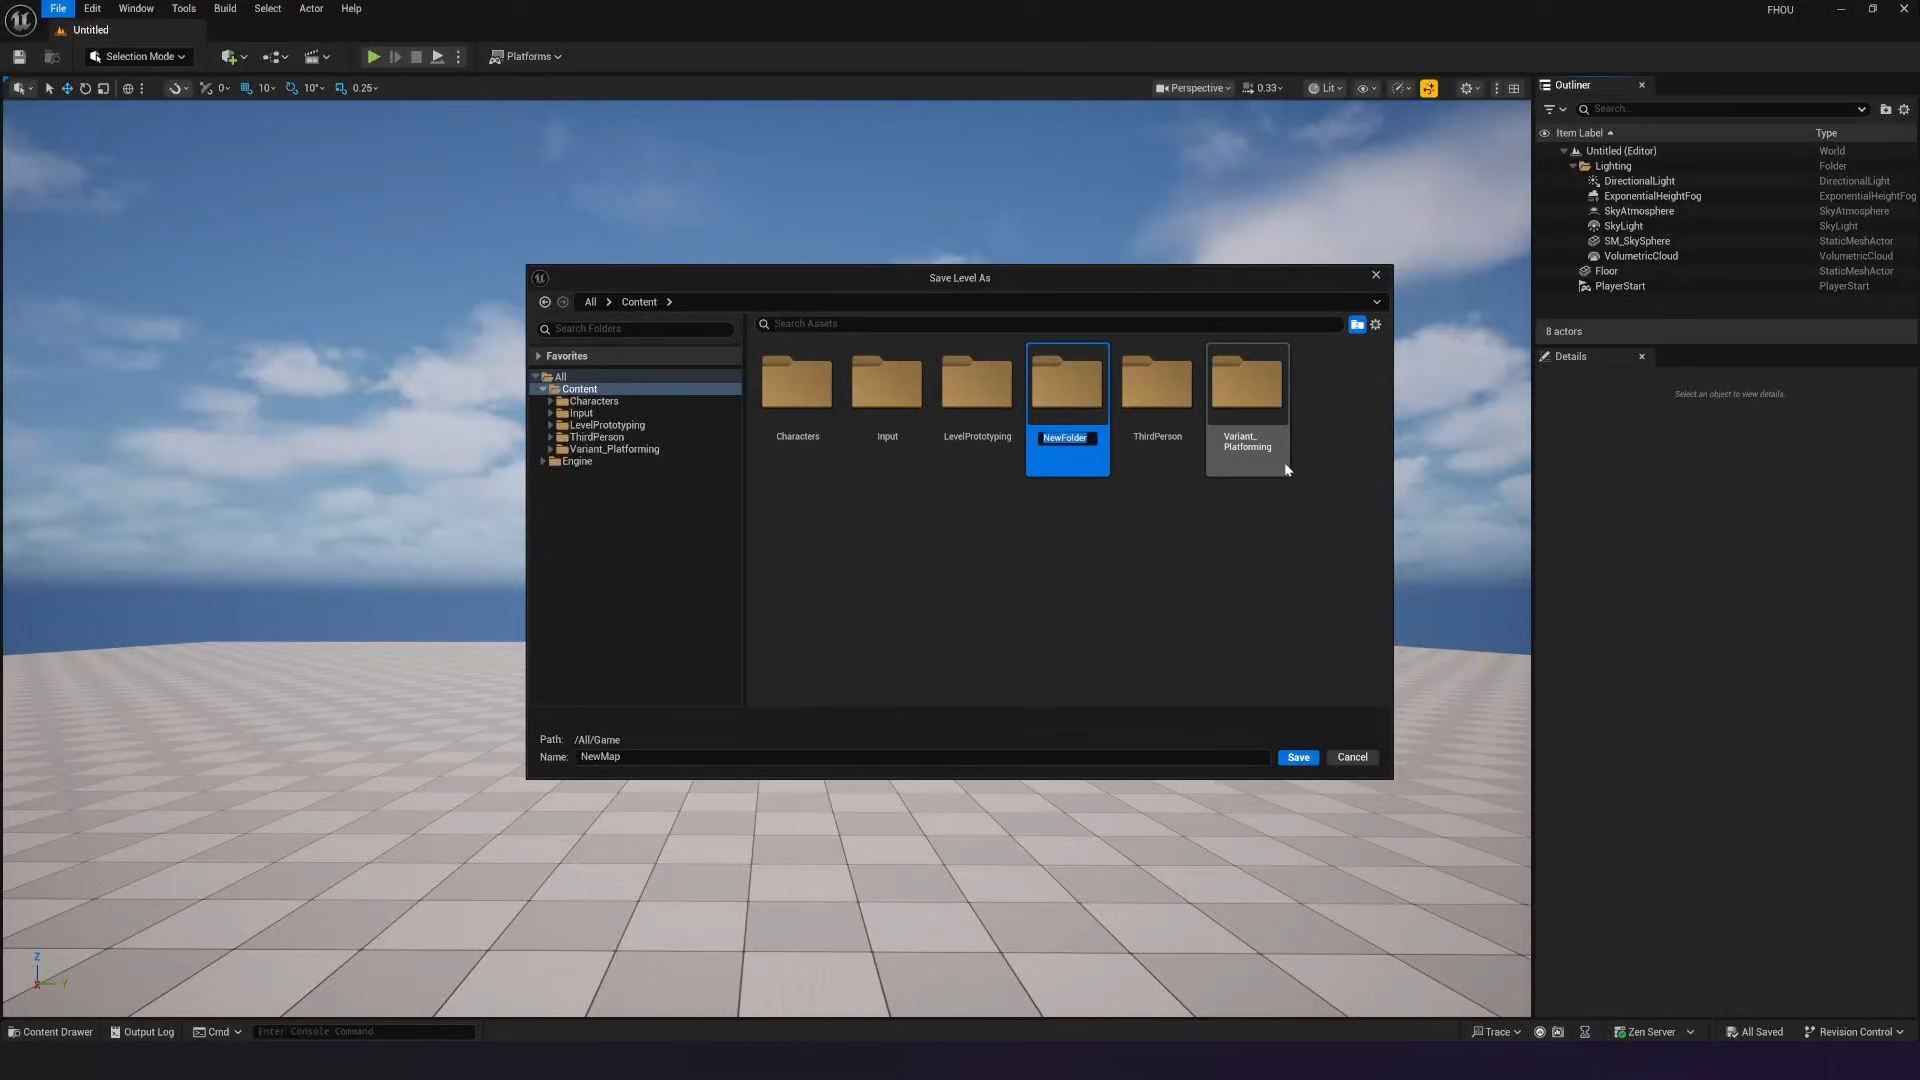 File Edit Window Tools Build Select Actor Help
FHOU
Untitled
Selection Mode
Platforms
0
10
10°
0.25
Perspective
0.33
Lit
Outliner
Search...
Item Label
Type
Untitled (Editor)
World
Lighting
Folder
DirectionalLight
DirectionalLight
ExponentialHeightFog
ExponentialHeightFog
SkyAtmosphere
SkyAtmosphere
SkyLight
SkyLight
SM_SkySphere
StaticMeshActor
VolumetricCloud
VolumetricCloud
Floor
StaticMeshActor
PlayerStart
PlayerStart
8 actors
Details
Select an object to view details.
Save Level As
All
Content
Search Folders
Search Assets
Favorites
All
Content
Characters
Input
LevelPrototyping
ThirdPerson
Variant_Platforming
Engine
Characters
Input
LevelPrototyping
NewFolder
ThirdPerson
Variant_
Platforming
Path: /All/Game
Name: NewMap
Save
Cancel
Z
X
Y
Content Drawer
Output Log
Cmd
Enter Console Command
Trace
Zen Server
All Saved
Revision Control